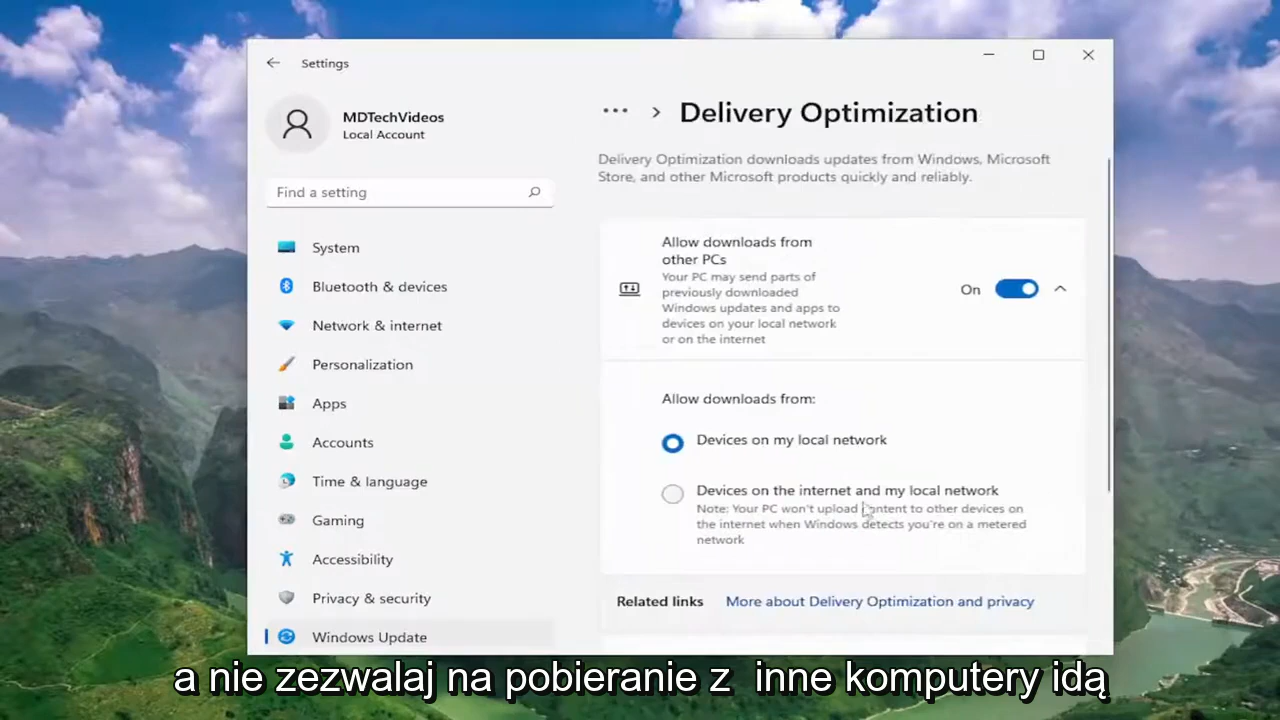 Settings
MDTechVideos
Local Account
Find a setting
System
Bluetooth & devices
Network & internet
Personalization
Apps
Accounts
Time & language
Gaming
Accessibility
Privacy & security
Windows Update
... > Delivery Optimization
Delivery Optimization downloads updates from Windows, Microsoft
Store, and other Microsoft products quickly and reliably.
Allow downloads from
other PCs
Your PC may send parts of
previously downloaded
Windows updates and apps to
devices on your local network
or on the internet
On
Allow downloads from:
Devices on my local network
Devices on the internet and my local network
Note: Your PC won't upload content to other devices on
the internet when Windows detects you're on a metered
network
Related links More about Delivery Optimization and privacy
a nie zezwalaj na pobieranie z inne komputery idą